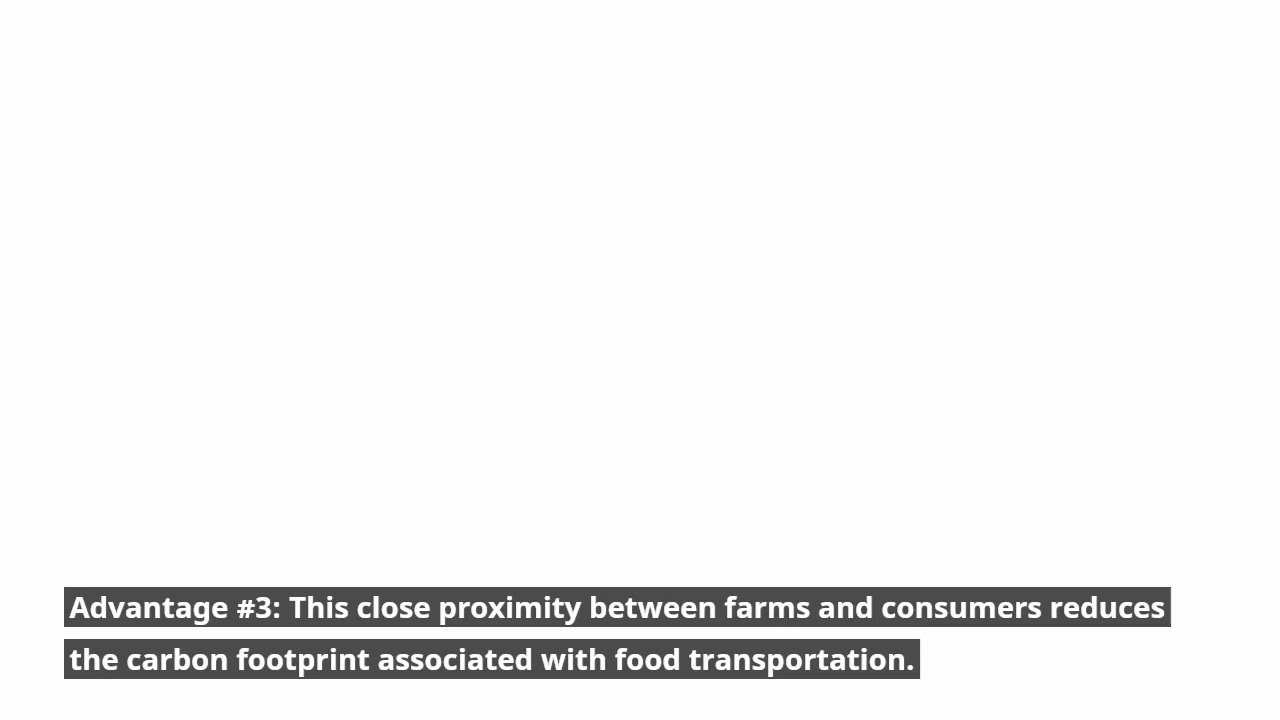 Advantage #3: This close proximity between farms and consumers reduces
the carbon footprint associated with food transportation.